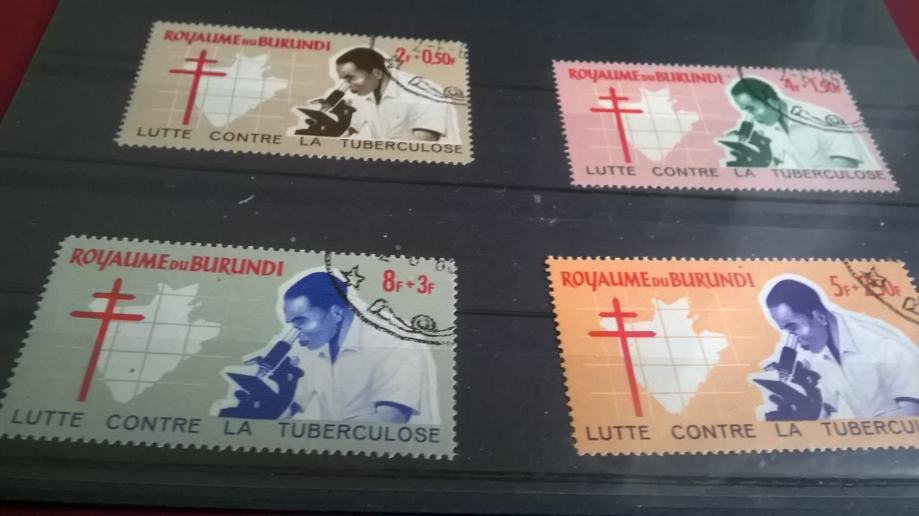 ROYAUME DU BURUNDI
2F+0,50F
LUTTE CONTRE LA TUBERCULOSE
ROYAUME DU BURUNDI
4F+1,50F
LUTTE CONTRE LA TUBERCULOSE
ROYAUME DU BURUNDI
8F+3F
LUTTE CONTRE LA TUBERCULOSE
ROYAUME DU BURUNDI
5F+
LUTTE CONTRE LA